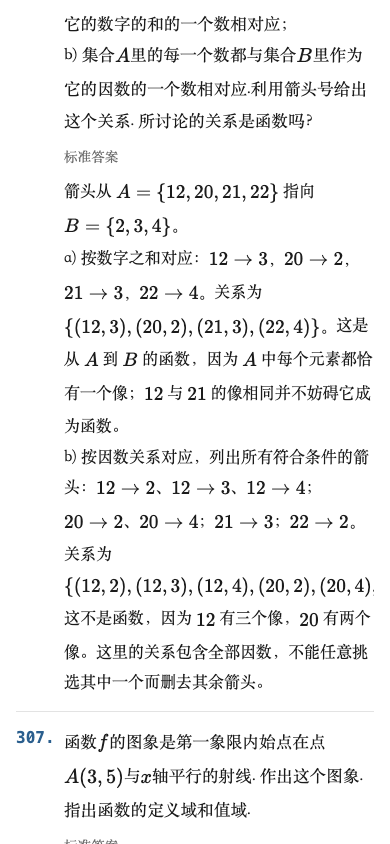 它的数字的和的一个数相对应；
b) 集合A里的每一个数都与集合B里作为
它的因数的一个数相对应.利用箭头号给出
这个关系. 所讨论的关系是函数吗?
标准答案
箭头从 A = {12, 20, 21, 22} 指向
B = {2, 3, 4}。
a) 按数字之和对应：12 → 3，20 → 2，
21 → 3，22 → 4。关系为
{(12, 3), (20, 2), (21, 3), (22, 4)}。这是
从 A 到 B 的函数，因为 A 中每个元素都恰
有一个像；12 与 21 的像相同并不妨碍它成
为函数。
b) 按因数关系对应，列出所有符合条件的箭
头：12 → 2、12 → 3、12 → 4；
20 → 2、20 → 4；21 → 3；22 → 2。
关系为
{(12, 2), (12, 3), (12, 4), (20, 2), (20, 4),
这不是函数，因为 12 有三个像，20 有两个
像。这里的关系包含全部因数，不能任意挑
选其中一个而删去其余箭头。
307. 函数f的图象是第一象限内始点在点
A(3, 5)与x轴平行的射线. 作出这个图象.
指出函数的定义域和值域.
标准答案